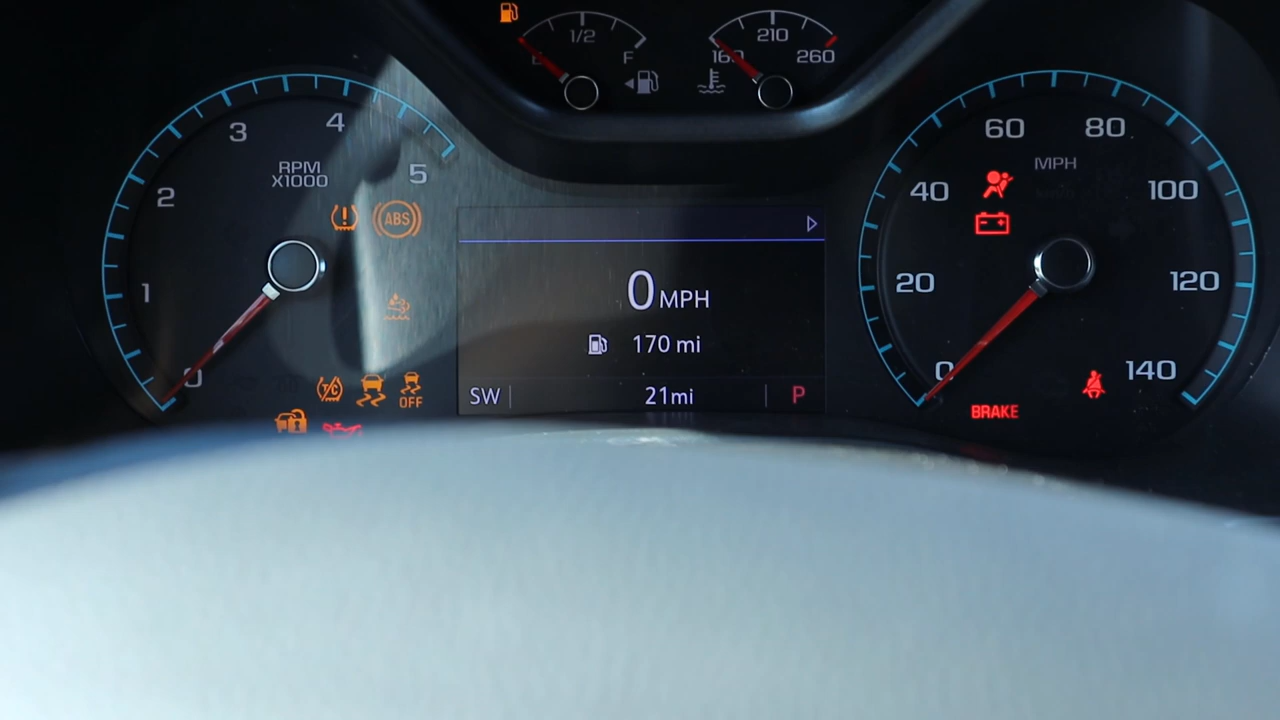 1/2
E F
160 210 260
1 2 3 4 5
0
RPM
X1000
ABS
T/C
OFF
0 MPH
170 mi
SW 21mi P
MPH
0 20 40 60 80 100 120 140
BRAKE